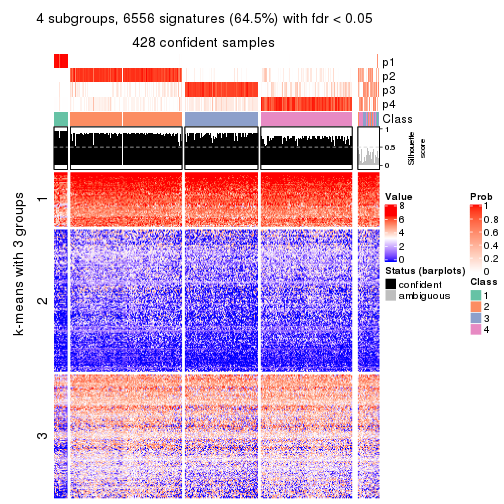 4 subgroups, 6556 signatures (64.5%) with fdr < 0.05
428 confident samples
p1
p2
p3
p4
Class
1
0.5
0
Silhouette
score
k-means with 3 groups
1
2
3
Value
8
6
4
2
0
Status (barplots)
confident
ambiguous
Prob
1
0.8
0.6
0.4
0.2
0
Class
1
2
3
4